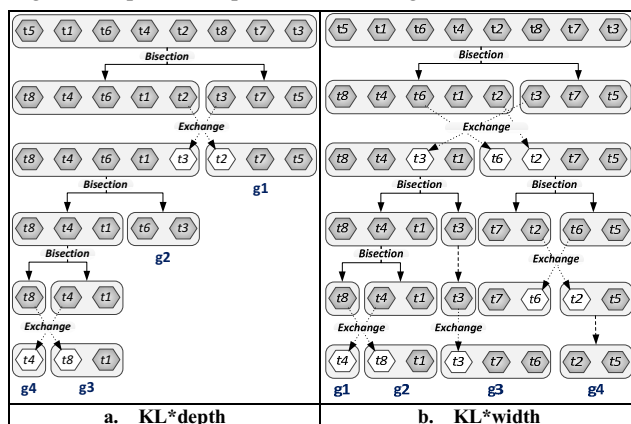 t5 t1 t6 t4 t2 t8 t7 t3
Bisection
t8 t4 t6 t1 t2 t3 t7 t5
Exchange
t8 t4 t6 t1 t3 t2 t7 t5
Bisection g1
t8 t4 t1 t6 t3
Bisection g2
t8 t4 t1
Exchange
t4 t8 t1
g4 g3
a. KL*depth
t5 t1 t6 t4 t2 t8 t7 t3
Bisection
t8 t4 t6 t1 t2 t3 t7 t5
Exchange
t8 t4 t3 t1 t6 t2 t7 t5
Bisection Bisection
t8 t4 t1 t3 t7 t2 t6 t5
Bisection Exchange
t8 t4 t1 t3 t7 t6 t2 t5
Exchange Exchange
t4 t8 t1 t3 t7 t6 t2 t5
g1 g2 g3 g4
b. KL*width